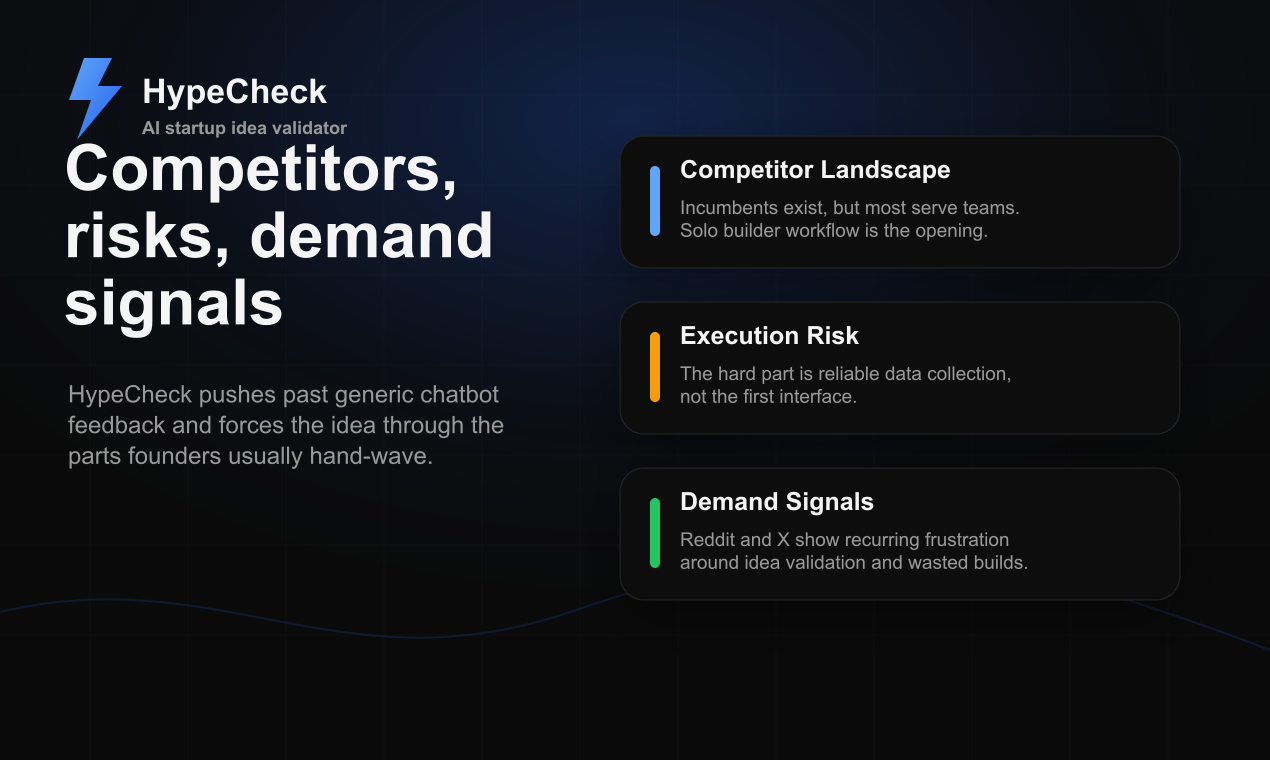 HypeCheck
AI startup idea validator
Competitors,
risks, demand
signals
HypeCheck pushes past generic chatbot
feedback and forces the idea through the
parts founders usually hand-wave.
Competitor Landscape
Incumbents exist, but most serve teams.
Solo builder workflow is the opening.
Execution Risk
The hard part is reliable data collection,
not the first interface.
Demand Signals
Reddit and X show recurring frustration
around idea validation and wasted builds.